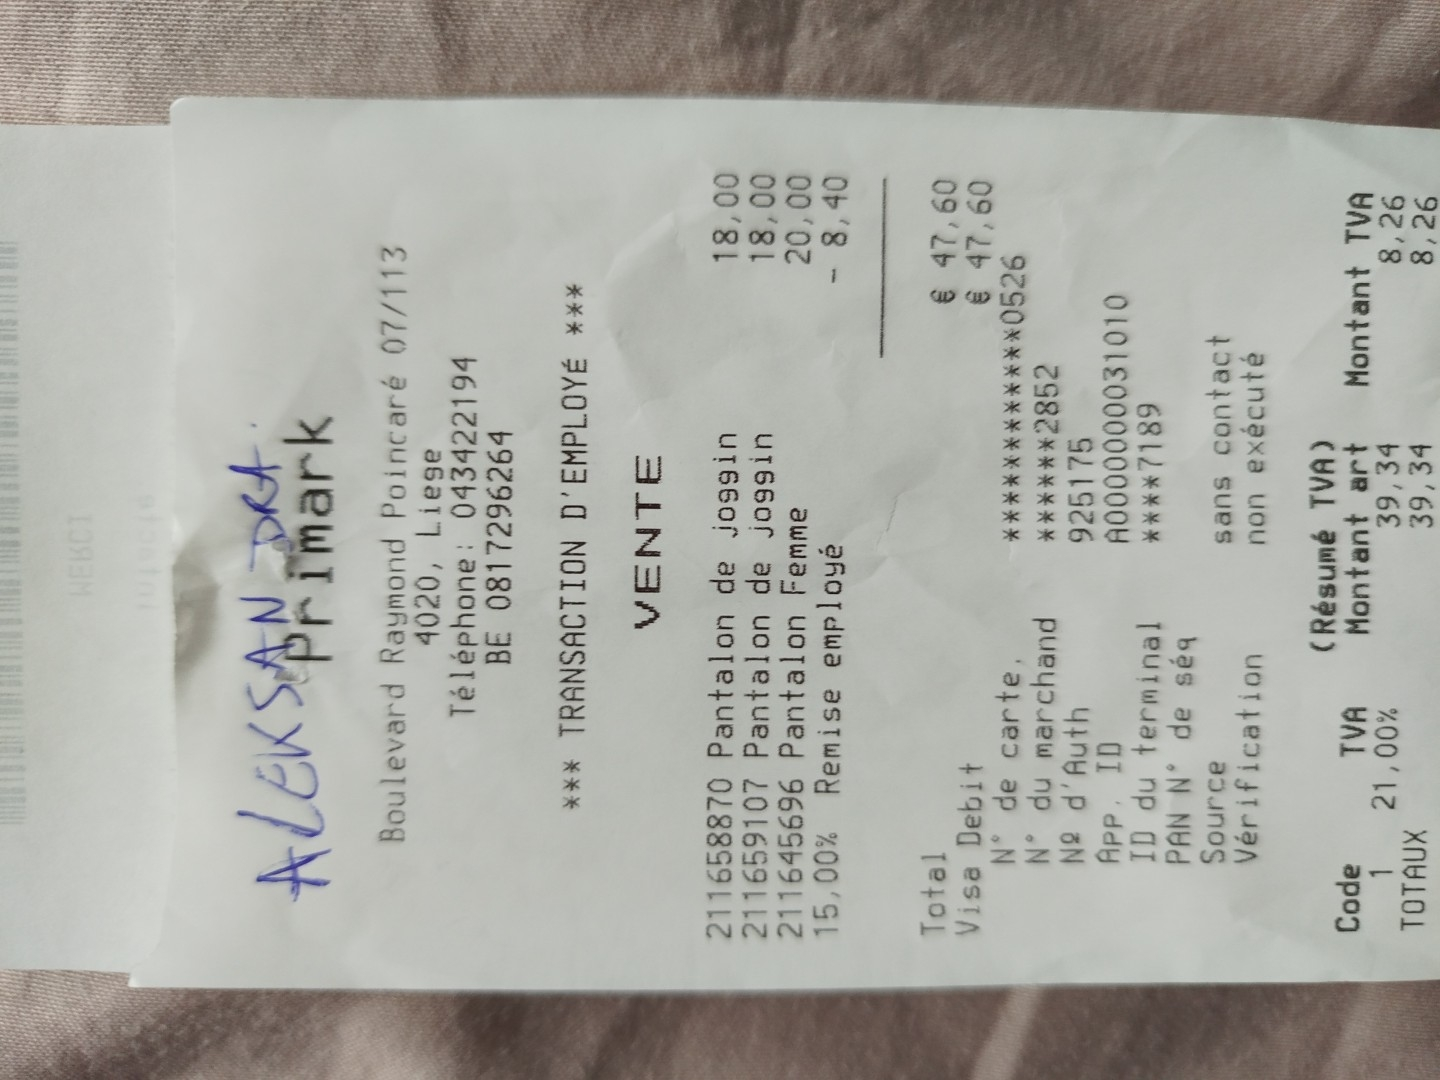 MERCI
ALEKSANDRA.
Primark
Boulevard Raymond Poincaré 07/113
4020, Liege
Téléphone: 043422194
BE 0817296264
*** TRANSACTION D'EMPLOYÉ ***
VENTE
211658870 Pantalon de joggin 18,00
211659107 Pantalon de joggin 18,00
211645696 Pantalon Femme 20,00
15,00% Remise employé - 8,40
Total € 47,60
Visa Debit € 47,60
N° de carte. ************0526
N° du marchand ******2852
Nº d'Auth 925175
App. ID A0000000031010
ID du terminal ****7189
PAN N° de séq
Source sans contact
Vérification non exécuté
(Résumé TVA)
Code TVA Montant art Montant TVA
1 21,00% 39,34 8,26
TOTAUX 39,34 8,26